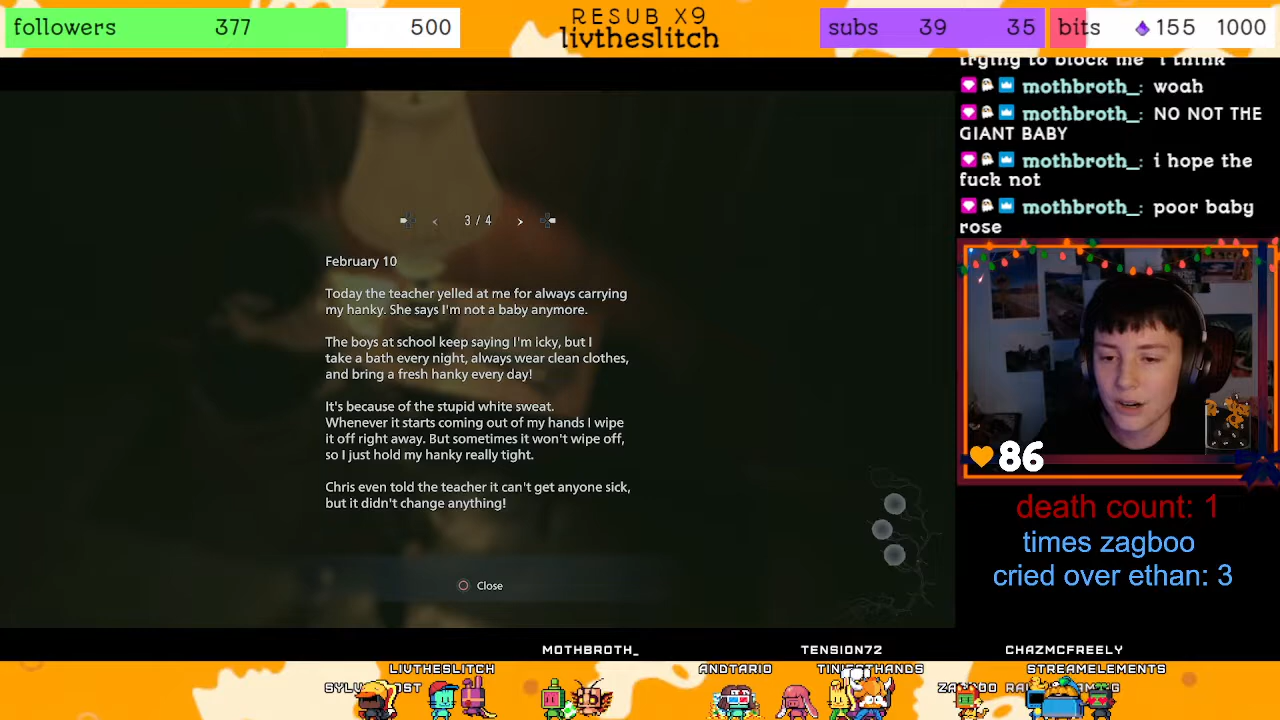 followers 377 500
RESUB X9
livtheslitch
subs 39 35
bits 155 1000
trying to block me i think
mothbroth_: woah
mothbroth_: NO NOT THE
GIANT BABY
mothbroth_: i hope the
fuck not
mothbroth_: poor baby
rose
3 / 4
February 10
Today the teacher yelled at me for always carrying
my hanky. She says I'm not a baby anymore.
The boys at school keep saying I'm icky, but I
take a bath every night, always wear clean clothes,
and bring a fresh hanky every day!
It's because of the stupid white sweat.
Whenever it starts coming out of my hands I wipe
it off right away. But sometimes it won't wipe off,
so I just hold my hanky really tight.
Chris even told the teacher it can't get anyone sick,
but it didn't change anything!
Close
86
death count: 1
times zagboo
cried over ethan: 3
MOTHBROTH_ TENSION72 CHAZMCFREELY
LIVTHESLITCH ANDTARIO STREAMELEMENTS